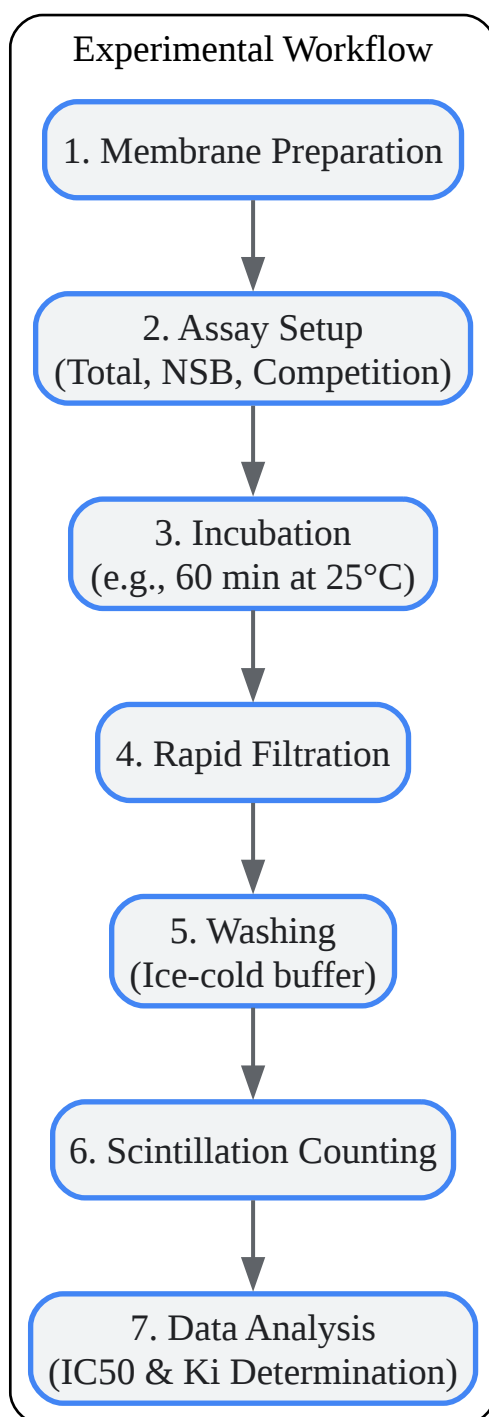 Experimental Workflow
1. Membrane Preparation
2. Assay Setup
(Total, NSB, Competition)
3. Incubation
(e.g., 60 min at 25°C)
4. Rapid Filtration
5. Washing
(Ice-cold buffer)
6. Scintillation Counting
7. Data Analysis
(IC50 & Ki Determination)